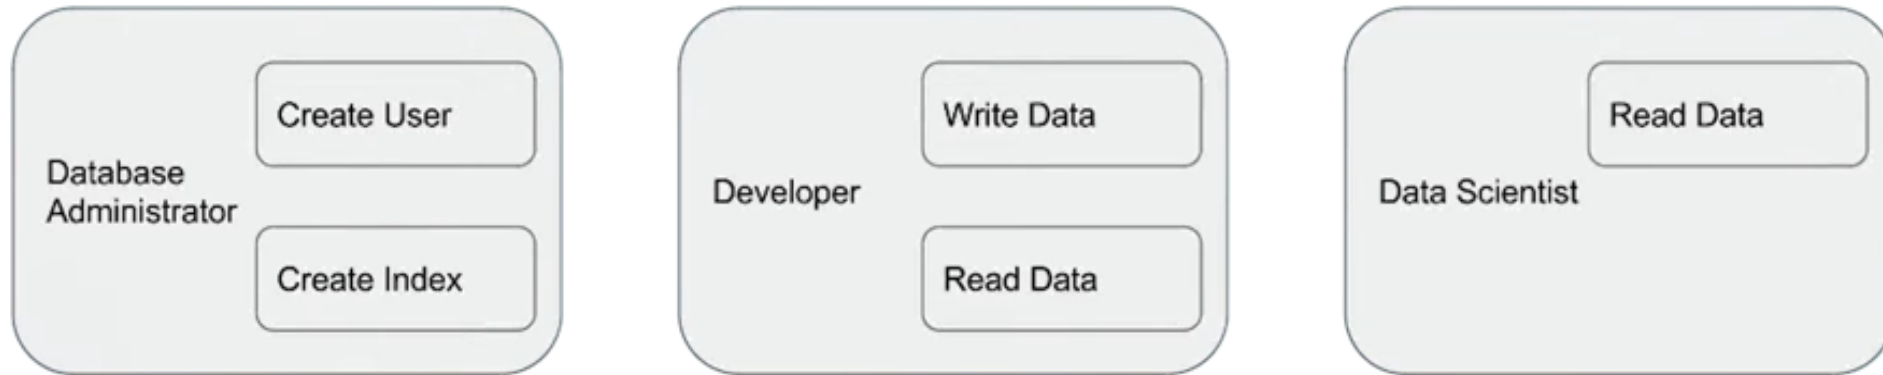 Database
Administrator
Create User
Create Index
Developer
Write Data
Read Data
Data Scientist
Read Data